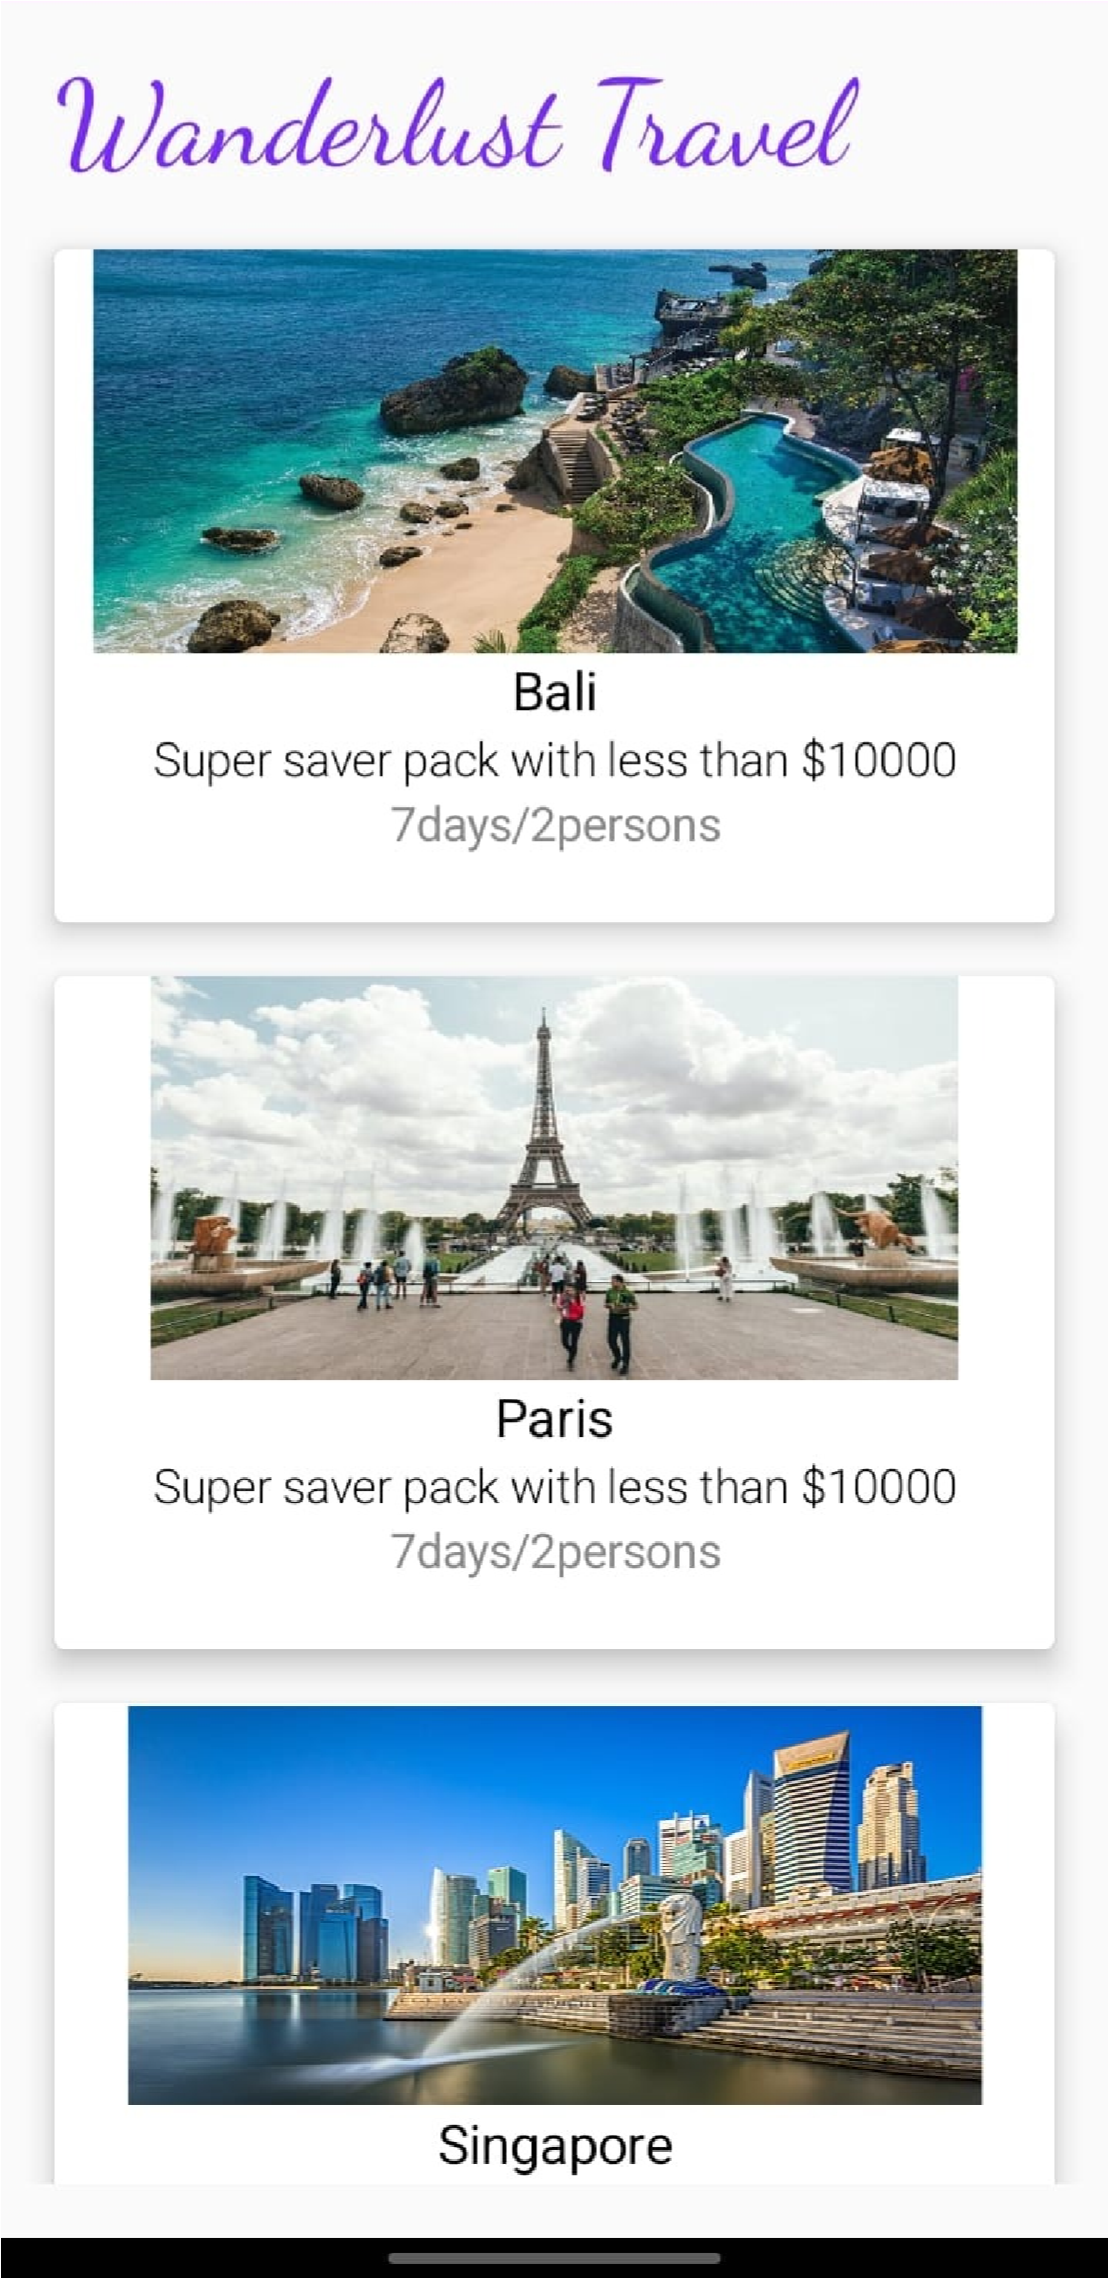 Wanderlust Travel
Bali
Super saver pack with less than $10000
7days/2persons
Paris
Super saver pack with less than $10000
7days/2persons
Singapore